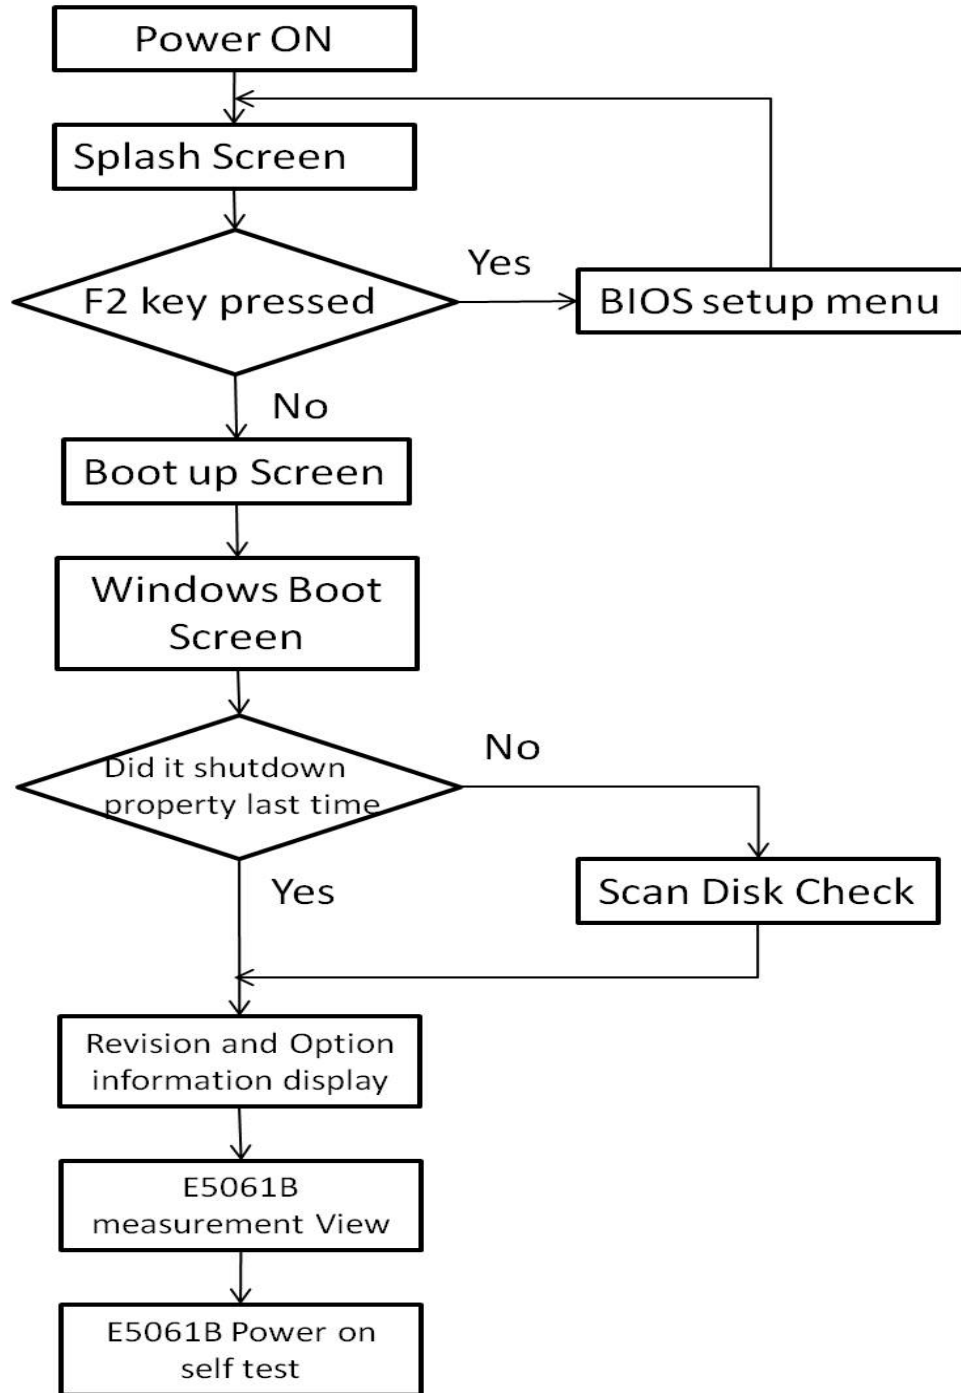 Power ON
Splash Screen
F2 key pressed
Yes
BIOS setup menu
No
Boot up Screen
Windows Boot
Screen
Did it shutdown
property last time
No
Yes
Scan Disk Check
Revision and Option
information display
E5061B
measurement View
E5061B Power on
self test